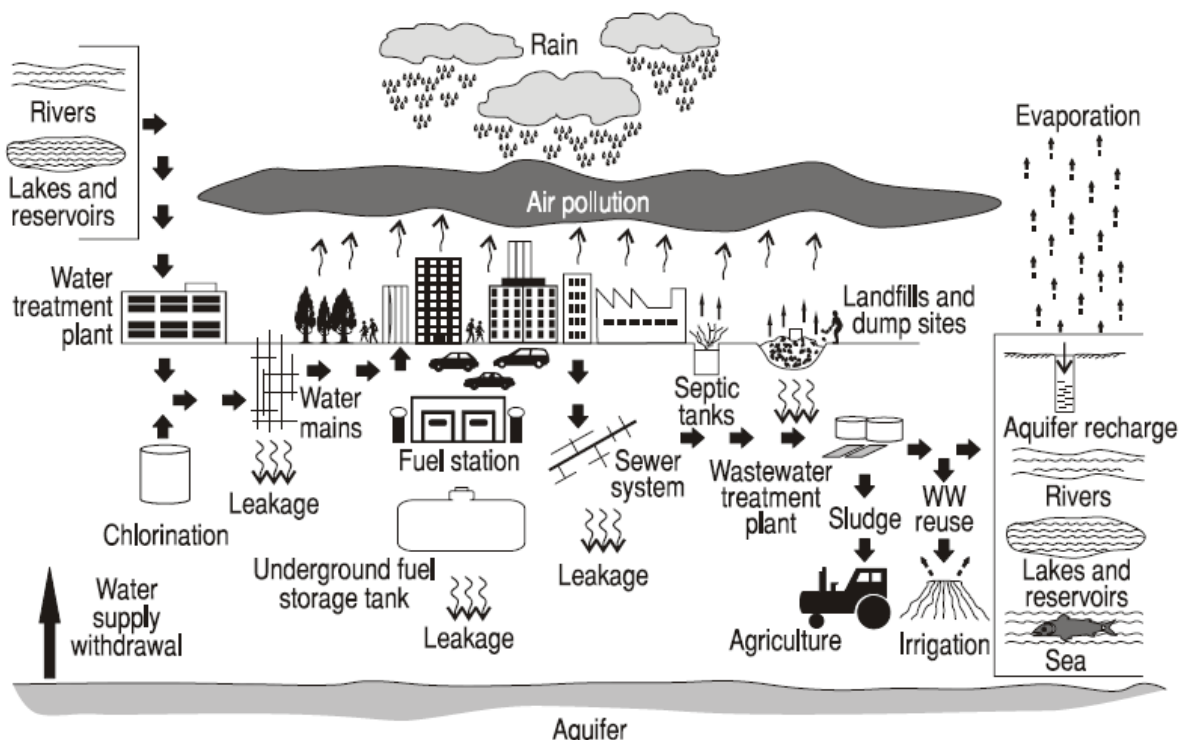 Rain
Rivers
Lakes and
reservoirs
Evaporation
Air pollution
Water
treatment
plant
Landfills and
dump sites
Water
mains
Septic
tanks
Aquifer recharge
Fuel station
Sewer
system
Wastewater
treatment
plant
Leakage
Chlorination
Sludge
WW
reuse
Rivers
Underground fuel
storage tank
Leakage
Leakage
Lakes and
reservoirs
Water
supply
withdrawal
Agriculture
Irrigation
Sea
Aquifer